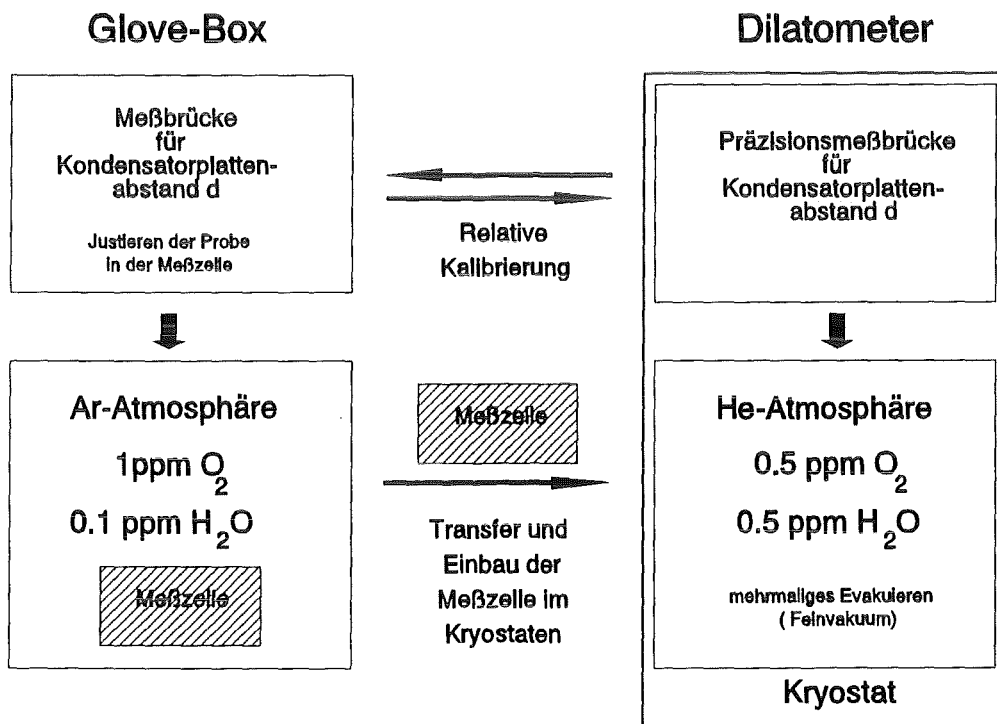 Glove-Box
Dilatometer
Meßbrücke
für
Kondensatorplatten-
abstand d
Justieren der Probe
in der Meßzelle
Relative
Kalibrierung
Präzisionsmeßbrücke
für
Kondensatorplatten-
abstand d
Ar-Atmosphäre
1ppm O2
0.1 ppm H2O
Meßzelle
Meßzelle
Transfer und
Einbau der
Meßzelle im
Kryostaten
He-Atmosphäre
0.5 ppm O2
0.5 ppm H2O
mehrmaliges Evakuieren
( Feinvakuum)
Kryostat